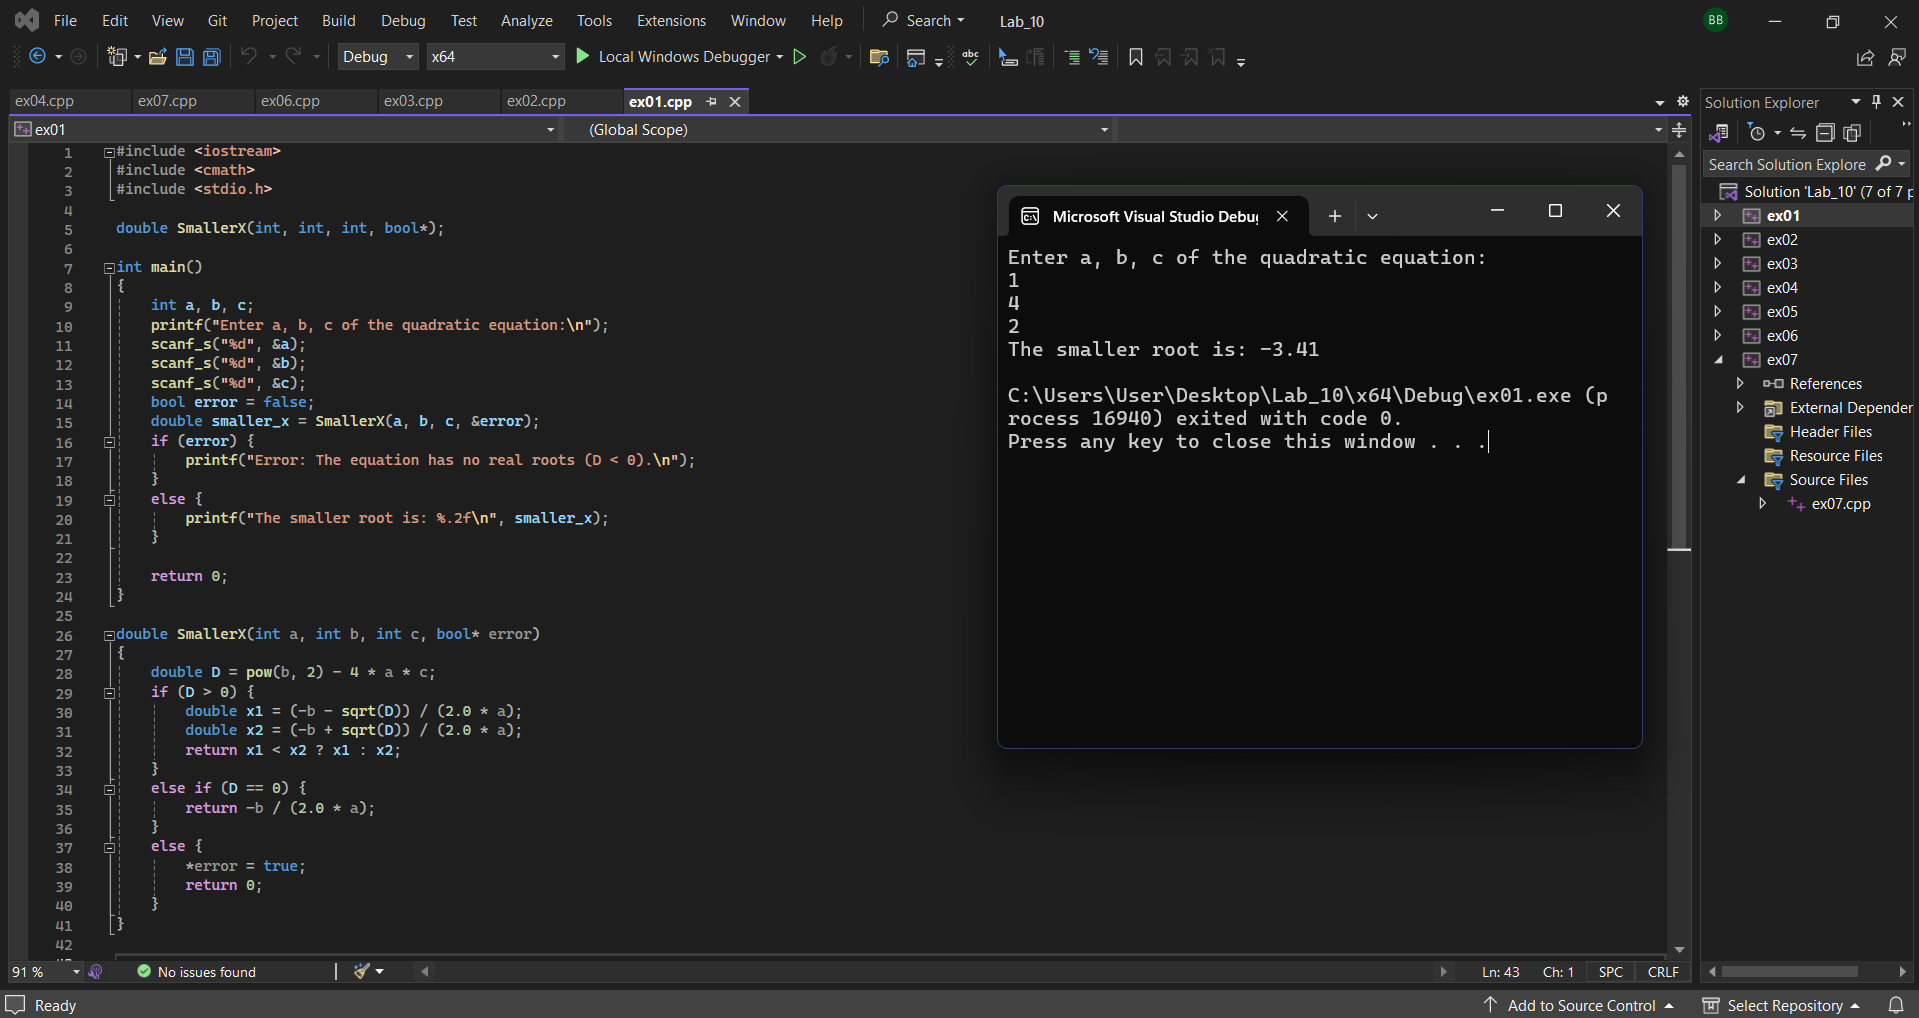 File Edit View Git Project Build Debug Test Analyze Tools Extensions Window Help Search Lab_10 BB
Debug x64 Local Windows Debugger abc
ex04.cpp ex07.cpp ex06.cpp ex03.cpp ex02.cpp ex01.cpp
ex01 (Global Scope)
1 #include <iostream>
2 #include <cmath>
3 #include <stdio.h>
4
5 double SmallerX(int, int, int, bool*);
6
7 int main()
8 {
9 int a, b, c;
10 printf("Enter a, b, c of the quadratic equation:\n");
11 scanf_s("%d", &a);
12 scanf_s("%d", &b);
13 scanf_s("%d", &c);
14 bool error = false;
15 double smaller_x = SmallerX(a, b, c, &error);
16 if (error) {
17 printf("Error: The equation has no real roots (D < 0).\n");
18 }
19 else {
20 printf("The smaller root is: %.2f\n", smaller_x);
21 }
22
23 return 0;
24 }
25
26 double SmallerX(int a, int b, int c, bool* error)
27 {
28 double D = pow(b, 2) - 4 * a * c;
29 if (D > 0) {
30 double x1 = (-b - sqrt(D)) / (2.0 * a);
31 double x2 = (-b + sqrt(D)) / (2.0 * a);
32 return x1 < x2 ? x1 : x2;
33 }
34 else if (D == 0) {
35 return -b / (2.0 * a);
36 }
37 else {
38 *error = true;
39 return 0;
40 }
41 }
42
Microsoft Visual Studio Debug
Enter a, b, c of the quadratic equation:
1
4
2
The smaller root is: -3.41
C:\Users\User\Desktop\Lab_10\x64\Debug\ex01.exe (p
rocess 16940) exited with code 0.
Press any key to close this window . . .
Solution Explorer
Search Solution Explore
Solution 'Lab_10' (7 of 7 p
ex01
ex02
ex03
ex04
ex05
ex06
ex07
References
External Dependen
Header Files
Resource Files
Source Files
ex07.cpp
91 % No issues found Ln: 43 Ch: 1 SPC CRLF
Ready Add to Source Control Select Repository